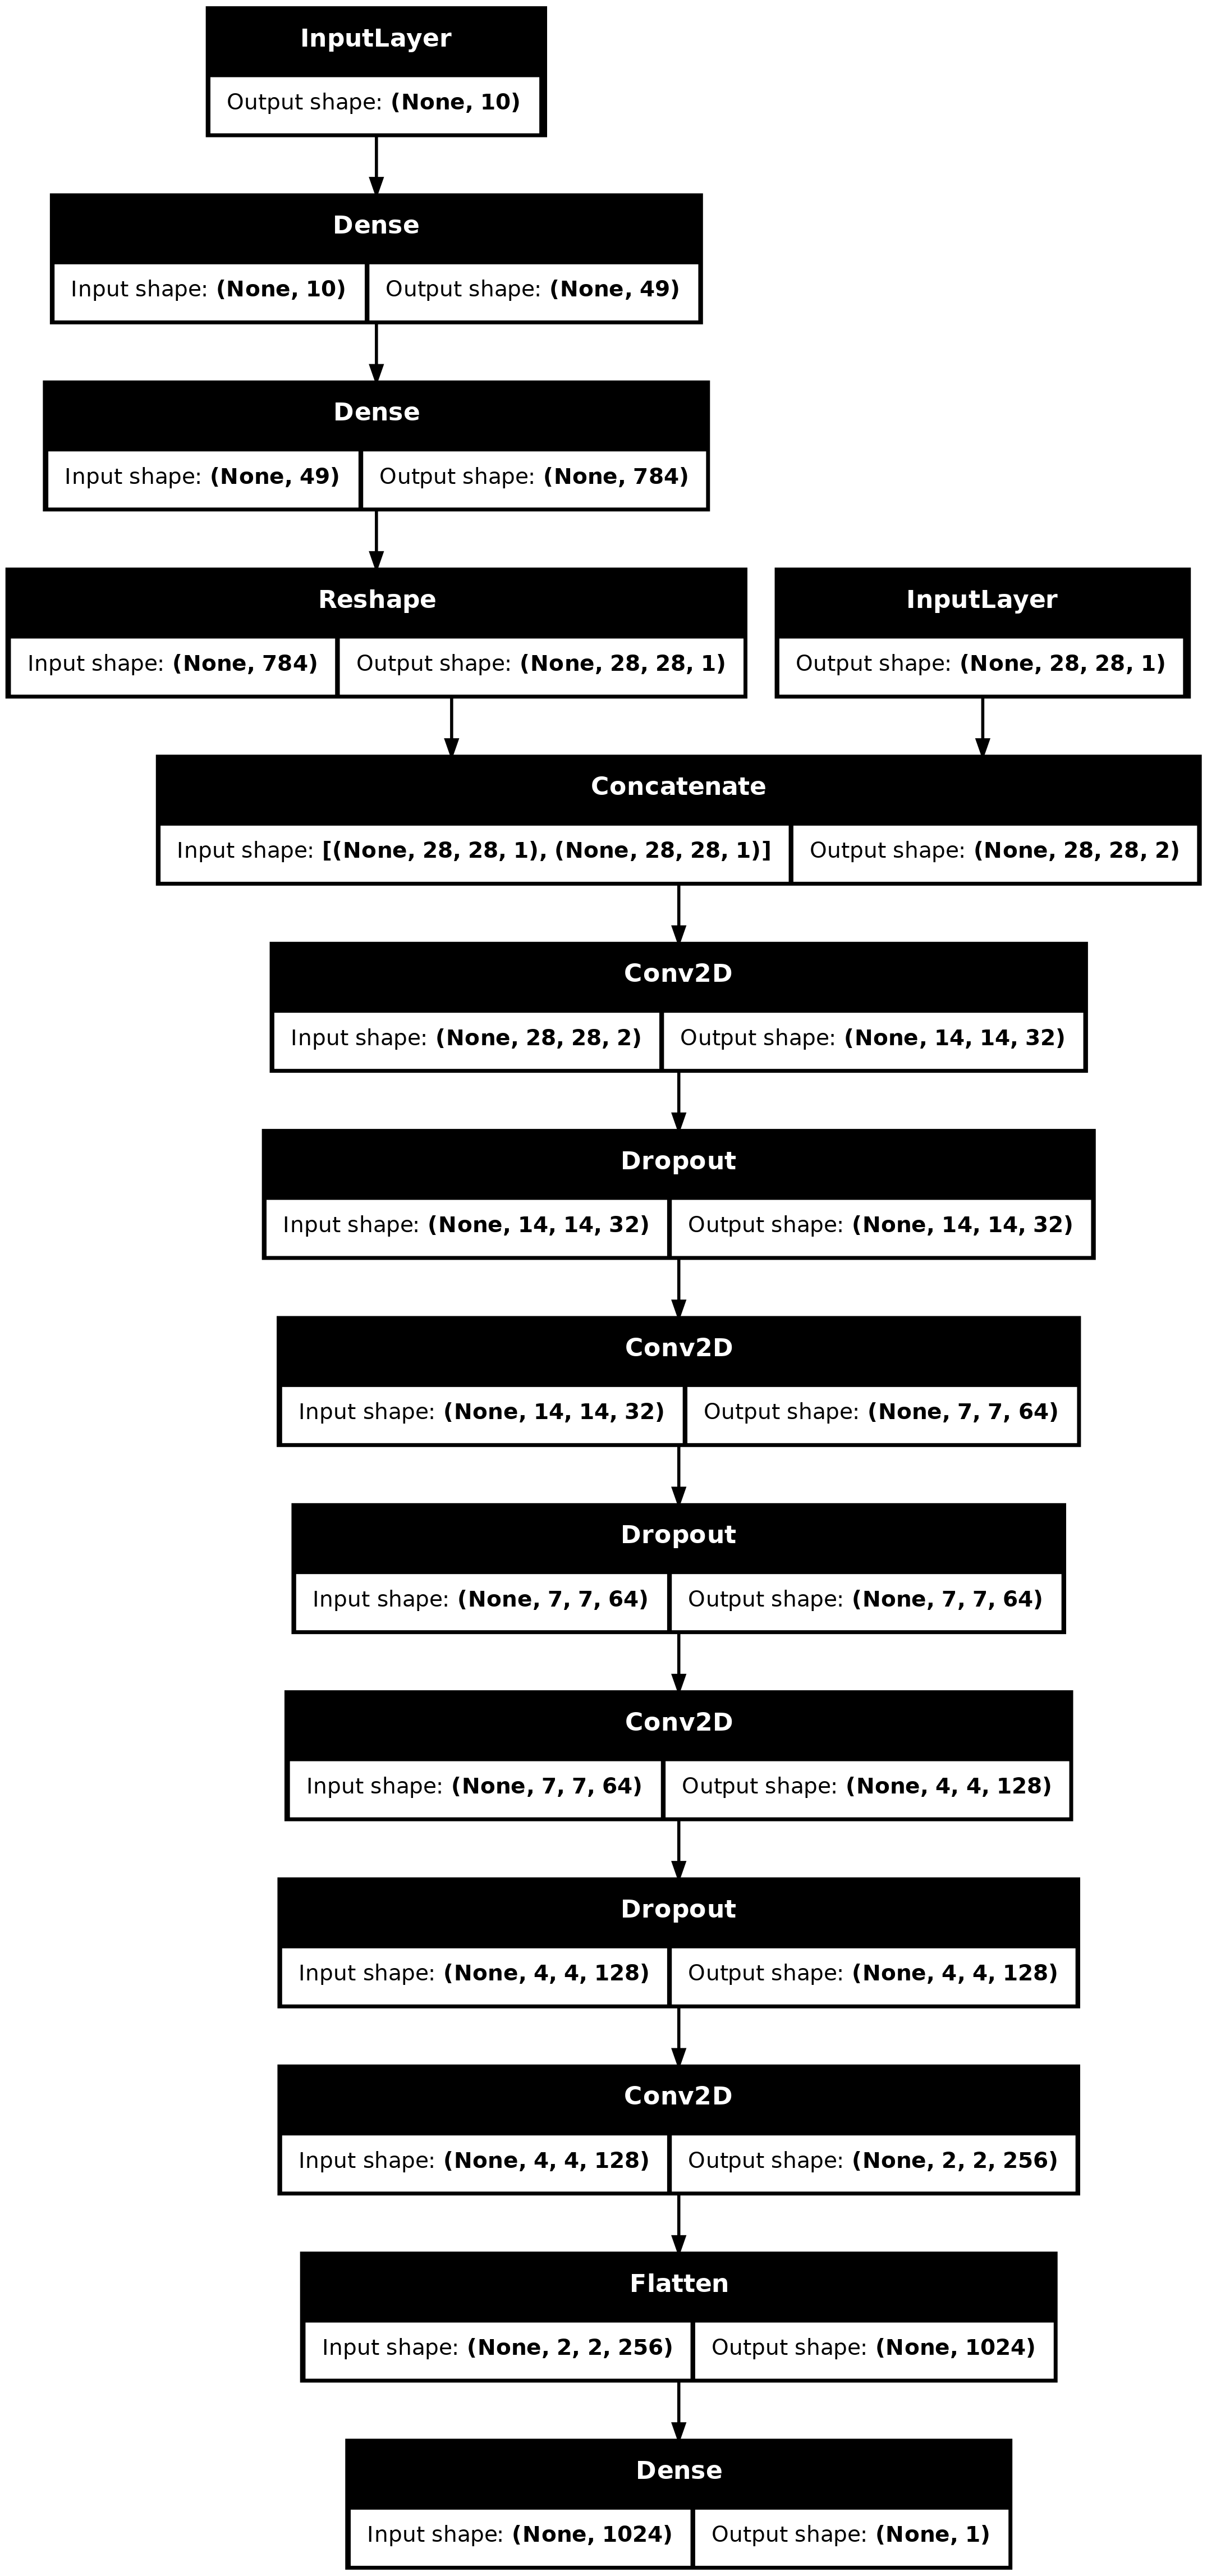 InputLayer
Output shape: (None, 10)
Dense
Input shape: (None, 10) Output shape: (None, 49)
Dense
Input shape: (None, 49) Output shape: (None, 784)
Reshape
Input shape: (None, 784) Output shape: (None, 28, 28, 1)
InputLayer
Output shape: (None, 28, 28, 1)
Concatenate
Input shape: [(None, 28, 28, 1), (None, 28, 28, 1)] Output shape: (None, 28, 28, 2)
Conv2D
Input shape: (None, 28, 28, 2) Output shape: (None, 14, 14, 32)
Dropout
Input shape: (None, 14, 14, 32) Output shape: (None, 14, 14, 32)
Conv2D
Input shape: (None, 14, 14, 32) Output shape: (None, 7, 7, 64)
Dropout
Input shape: (None, 7, 7, 64) Output shape: (None, 7, 7, 64)
Conv2D
Input shape: (None, 7, 7, 64) Output shape: (None, 4, 4, 128)
Dropout
Input shape: (None, 4, 4, 128) Output shape: (None, 4, 4, 128)
Conv2D
Input shape: (None, 4, 4, 128) Output shape: (None, 2, 2, 256)
Flatten
Input shape: (None, 2, 2, 256) Output shape: (None, 1024)
Dense
Input shape: (None, 1024) Output shape: (None, 1)